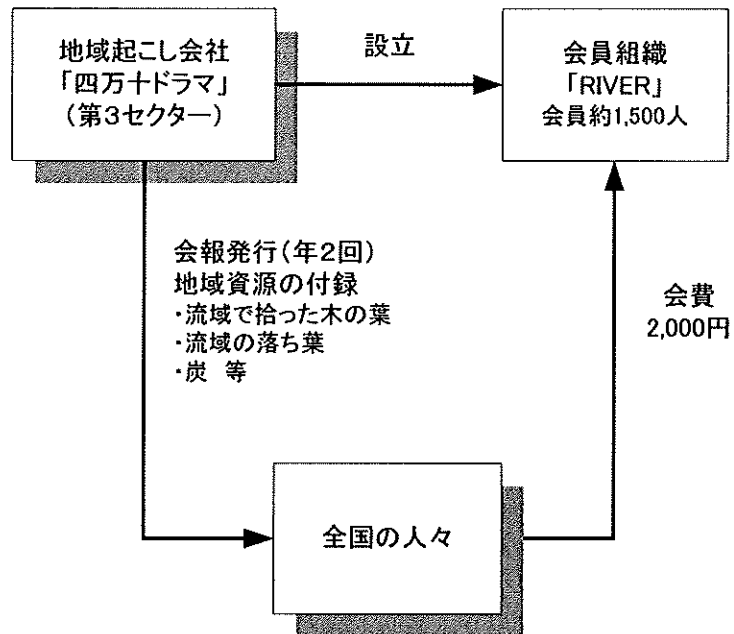 地域起こし会社
「四万十ドラマ」
(第3セクター)
設立
会員組織
「RIVER」
会員約1,500人
会報発行(年2回)
地域資源の付録
・流域で拾った木の葉
・流域の落ち葉
・炭 等
会費
2,000円
全国の人々